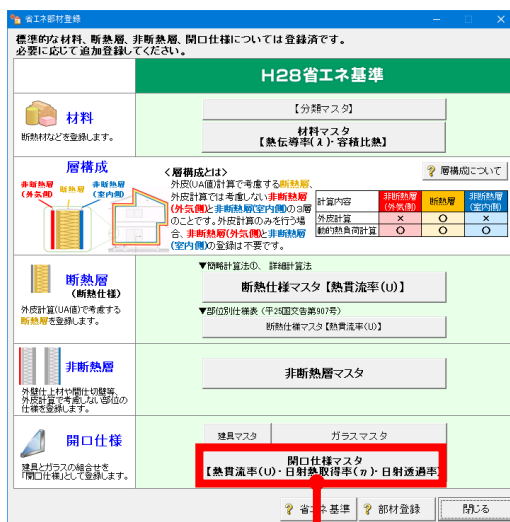 省エネ部材登録
標準的な材料、断熱層、非断熱層、開口仕様については登録済です。
必要に応じて追加登録してください。
H28省エネ基準
材料
断熱材などを登録します。
【分類マスタ】
材料マスタ
【熱伝導率(λ)・容積比熱】
層構成
非断熱層
(外気側)
断熱層
非断熱層
(室内側)
<層構成とは>
外皮(UA値)計算で考慮する断熱層、
外皮計算では考慮しない非断熱層
(外気側)と非断熱層(室内側)の3層
のことです。外皮計算のみを行う場
合、非断熱層(外気側)と非断熱層
(室内側)の登録は不要です。
? 層構成について
計算内容 非断熱層(外気側) 断熱層 非断熱層(室内側)
外皮計算 × ○ ×
動的熱負荷計算 ○ ○ ○
断熱層
(断熱仕様)
外皮計算(UA値)で考慮する
断熱層を登録します。
▼簡略計算法①、 詳細計算法
断熱仕様マスタ【熱貫流率(U)】
▼部位別仕様表 (平25国交告第907号)
断熱仕様マスタ【熱貫流率(U)】
非断熱層
外壁仕上材や間仕切壁等、
外皮計算で考慮しない部位の
仕様を登録します。
非断熱層マスタ
開口仕様
建具とガラスの組合せを
「開口仕様」として登録します。
建具マスタ
ガラスマスタ
開口仕様マスタ
【熱貫流率(U)・日射熱取得率(η)・日射透過率】
? 省エネ基準
? 部材登録
閉じる